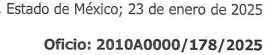 Estado de México; 23 de enero de 2025
Oficio: 2010A0000/178/2025